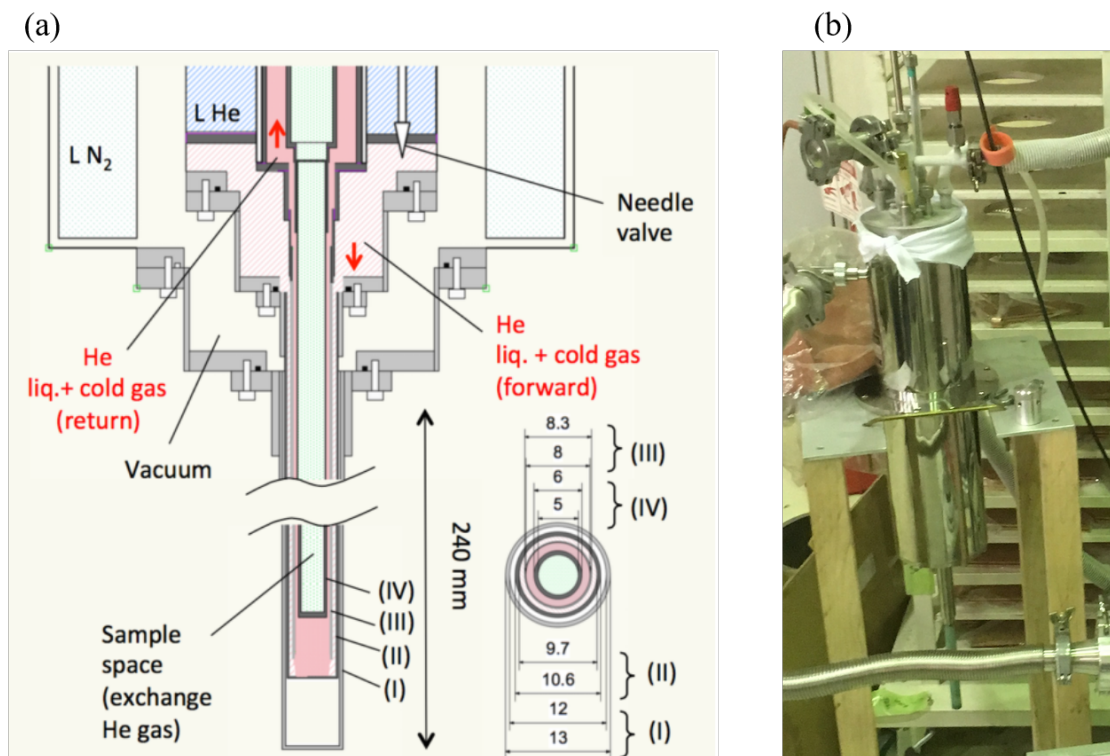 (a)
(b)
L He
L N2
Needle
valve
He
liq.+ cold gas
(return)
He
liq. + cold gas
(forward)
Vacuum
240 mm
8.3
(III)
8
6
(IV)
5
(IV)
(III)
(II)
(I)
Sample
space
(exchange
He gas)
9.7
(II)
10.6
12
(I)
13